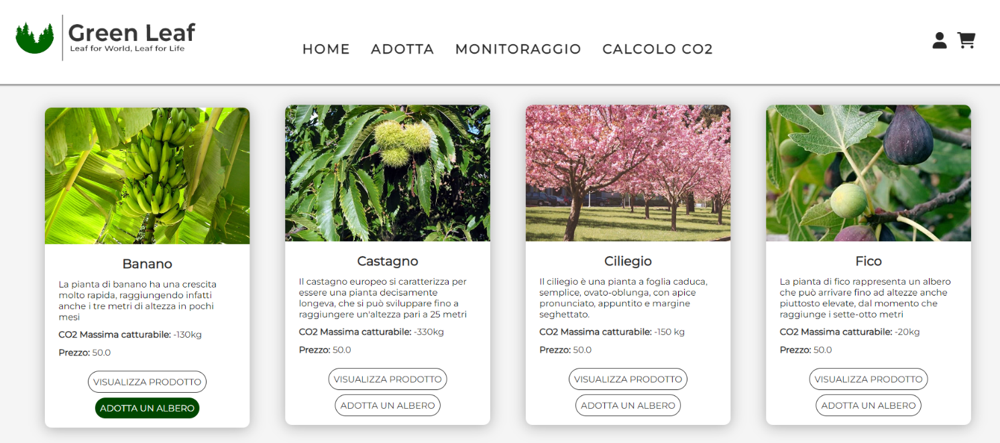 Green Leaf
Leaf for World, Leaf for Life
HOME ADOTTA MONITORAGGIO CALCOLO CO2
Banano
La pianta di banano ha una crescita
molto rapida, raggiungendo infatti
anche i tre metri di altezza in pochi
mesi
CO2 Massima catturabile: -130kg
Prezzo: 50.0
VISUALIZZA PRODOTTO
ADOTTA UN ALBERO
Castagno
Il castagno europeo si caratterizza per
essere una pianta decisamente
longeva, che si può sviluppare fino a
raggiungere un'altezza pari a 25 metri
CO2 Massima catturabile: -330kg
Prezzo: 50.0
VISUALIZZA PRODOTTO
ADOTTA UN ALBERO
Ciliegio
Il ciliegio è una pianta a foglia caduca,
semplice, ovato-oblunga, con apice
pronunciato, appuntito e margine
seghettato.
CO2 Massima catturabile: -150 kg
Prezzo: 50.0
VISUALIZZA PRODOTTO
ADOTTA UN ALBERO
Fico
La pianta di fico rappresenta un albero
che può arrivare fino ad altezze anche
piuttosto elevate, dal momento che
raggiunge i sette-otto metri
CO2 Massima catturabile: -20kg
Prezzo: 50.0
VISUALIZZA PRODOTTO
ADOTTA UN ALBERO